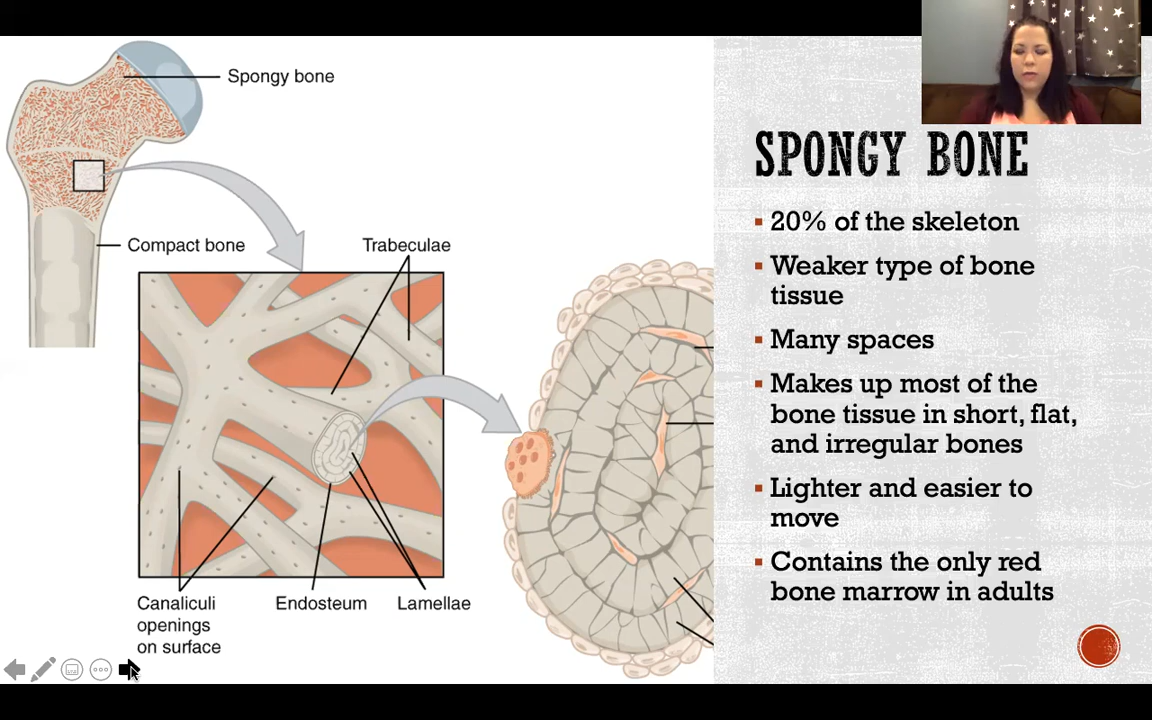 Spongy bone
Compact bone
Trabeculae
Canaliculi
openings
on surface
Endosteum
Lamellae
SPONGY BONE
▪ 20% of the skeleton
▪ Weaker type of bone
tissue
▪ Many spaces
▪ Makes up most of the
bone tissue in short, flat,
and irregular bones
▪ Lighter and easier to
move
▪ Contains the only red
bone marrow in adults